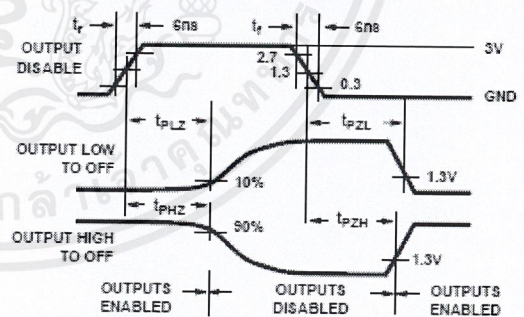 tr
6ns
tf
6ns
OUTPUT
DISABLE
2.7
1.3
0.3
3V
GND
tPLZ
tPZL
OUTPUT LOW
TO OFF
10%
1.3V
tPHZ
tPZH
OUTPUT HIGH
TO OFF
90%
1.3V
OUTPUTS
ENABLED
OUTPUTS
DISABLED
OUTPUTS
ENABLED